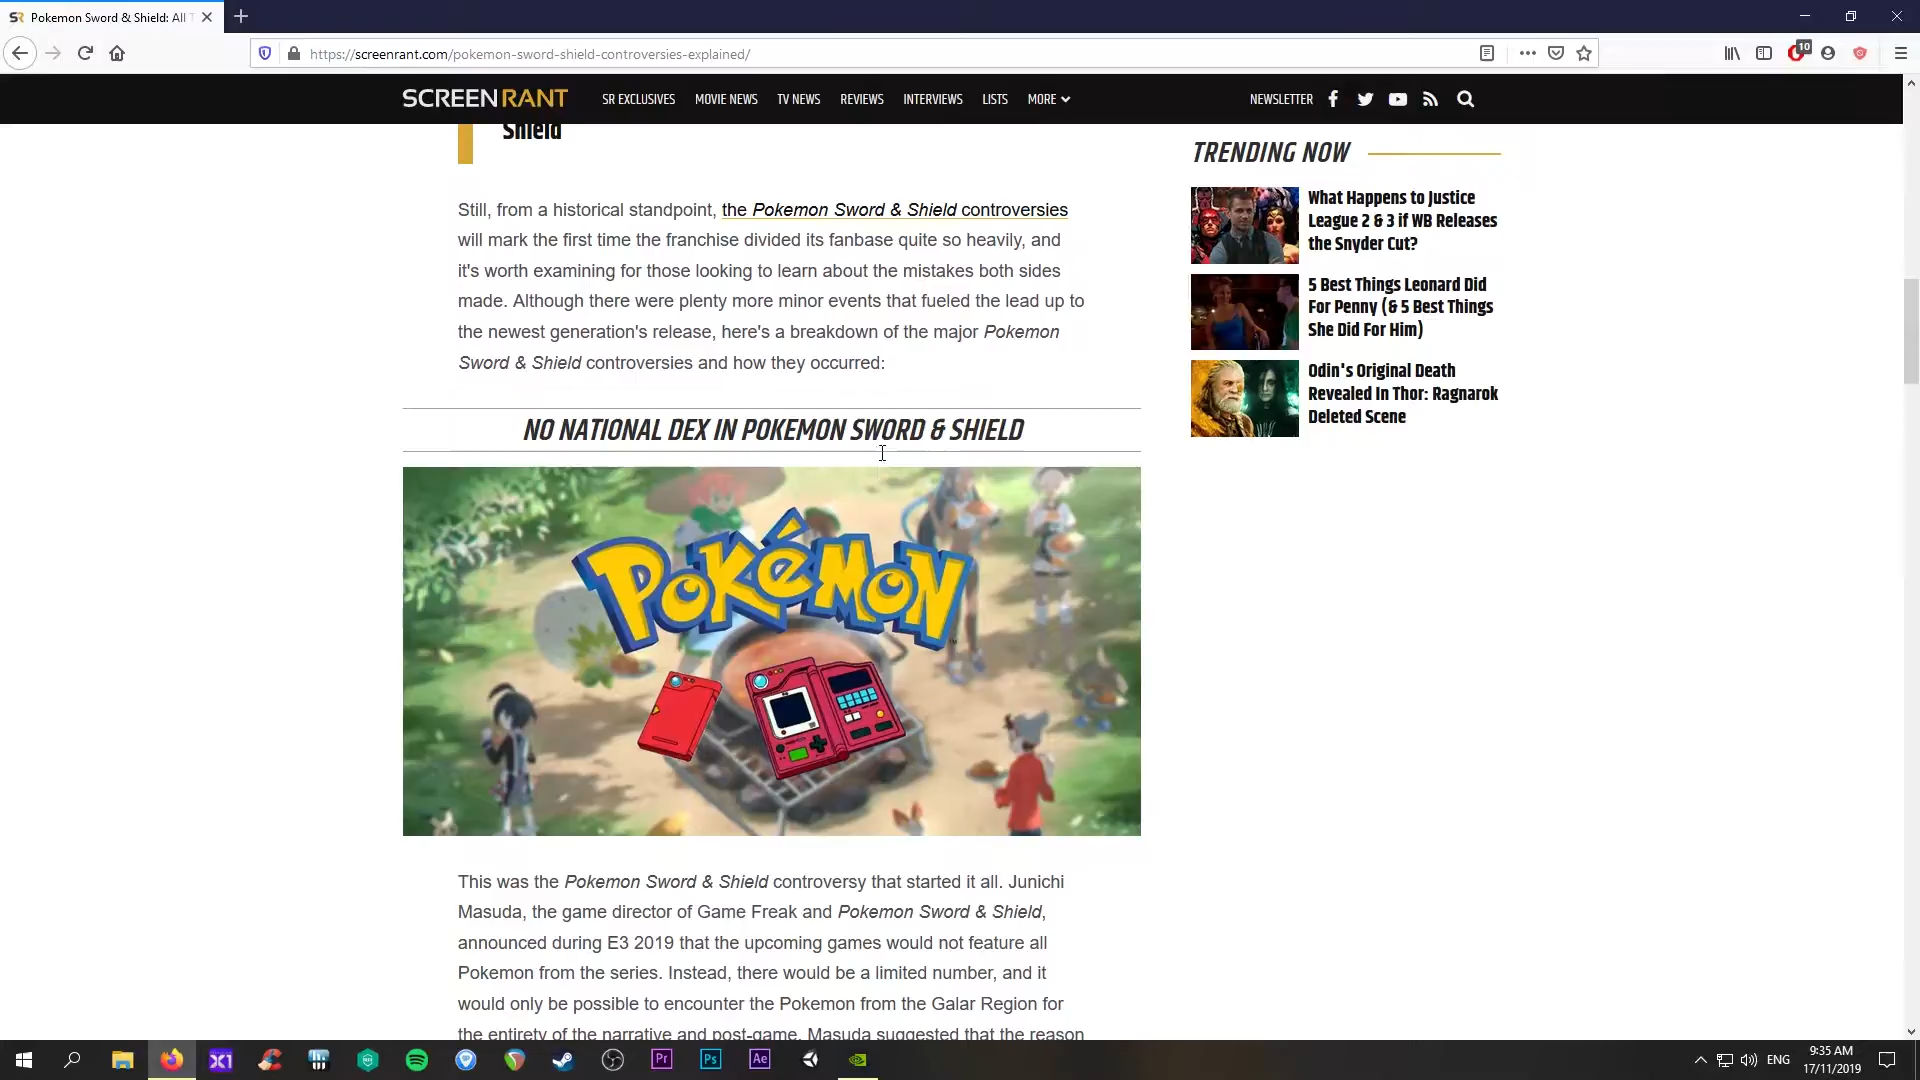 Pokemon Sword & Shield: All T
https://screenrant.com/pokemon-sword-shield-controversies-explained/
10
SCREENRANT
SR EXCLUSIVES
MOVIE NEWS
TV NEWS
REVIEWS
INTERVIEWS
LISTS
MORE
NEWSLETTER
Shield
Still, from a historical standpoint, the Pokemon Sword & Shield controversies
will mark the first time the franchise divided its fanbase quite so heavily, and
it's worth examining for those looking to learn about the mistakes both sides
made. Although there were plenty more minor events that fueled the lead up to
the newest generation's release, here's a breakdown of the major Pokemon
Sword & Shield controversies and how they occurred:
NO NATIONAL DEX IN POKEMON SWORD & SHIELD
POKéMON
This was the Pokemon Sword & Shield controversy that started it all. Junichi
Masuda, the game director of Game Freak and Pokemon Sword & Shield,
announced during E3 2019 that the upcoming games would not feature all
Pokemon from the series. Instead, there would be a limited number, and it
would only be possible to encounter the Pokemon from the Galar Region for
the entirety of the narrative and post-game. Masuda suggested that the reason
TRENDING NOW
What Happens to Justice
League 2 & 3 if WB Releases
the Snyder Cut?
5 Best Things Leonard Did
For Penny (& 5 Best Things
She Did For Him)
Odin's Original Death
Revealed In Thor: Ragnarok
Deleted Scene
Pr
Ps
Ae
ENG
9:35 AM
17/11/2019